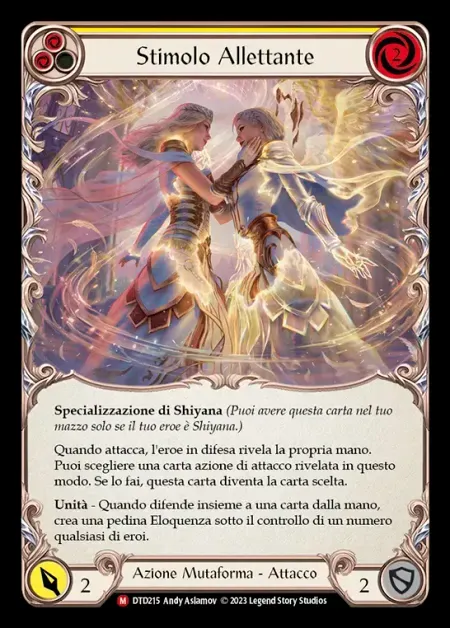 Stimolo Allettante
2
Specializzazione di Shiyana (Puoi avere questa carta nel tuo
mazzo solo se il tuo eroe è Shiyana.)
Quando attacca, l'eroe in difesa rivela la propria mano.
Puoi scegliere una carta azione di attacco rivelata in questo
modo. Se lo fai, questa carta diventa la carta scelta.
Unità - Quando difende insieme a una carta dalla mano,
crea una pedina Eloquenza sotto il controllo di un numero
qualsiasi di eroi.
2
Azione Mutaforma - Attacco
2
M DTD215 Andy Aslamov © 2023 Legend Story Studios